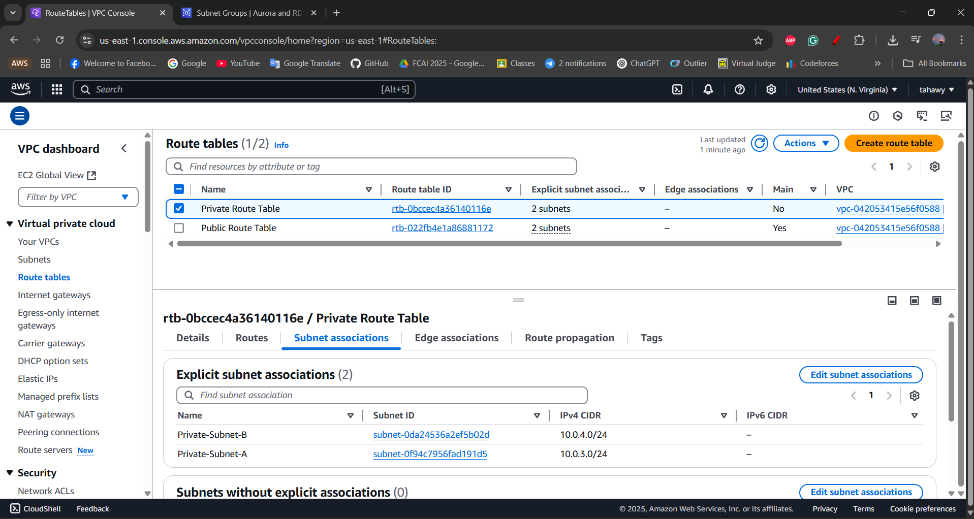 RouteTables | VPC Console
Subnet Groups | Aurora and RD
us-east-1.console.aws.amazon.com/vpcconsole/home?region=us-east-1#RouteTables:
ABP
AWS
Welcome to Facebo...
Google
YouTube
Google Translate
GitHub
FCAI 2025 - Google...
Classes
2 notifications
ChatGPT
Outlier
Virtual Judge
Codeforces
All Bookmarks
aws
Search
[Alt+S]
United States (N. Virginia)
tahawy
VPC dashboard
EC2 Global View
Filter by VPC
Virtual private cloud
Your VPCs
Subnets
Route tables
Internet gateways
Egress-only internet
gateways
Carrier gateways
DHCP option sets
Elastic IPs
Managed prefix lists
NAT gateways
Peering connections
Route servers New
Security
Network ACLs
Route tables (1/2) Info
Last updated
1 minute ago
Actions
Create route table
Find resources by attribute or tag
1
Name Route table ID Explicit subnet associ... Edge associations Main VPC
Private Route Table rtb-0bccec4a36140116e 2 subnets – No vpc-042053415e56f0588 |
Public Route Table rtb-022fb4e1a86881172 2 subnets – Yes vpc-042053415e56f0588 |
rtb-0bccec4a36140116e / Private Route Table
Details Routes Subnet associations Edge associations Route propagation Tags
Explicit subnet associations (2)
Edit subnet associations
Find subnet association
1
Name Subnet ID IPv4 CIDR IPv6 CIDR
Private-Subnet-B subnet-0da24536a2ef5b02d 10.0.4.0/24 –
Private-Subnet-A subnet-0f94c7956fad191d5 10.0.3.0/24 –
Subnets without explicit associations (0)
Edit subnet associations
CloudShell Feedback © 2025, Amazon Web Services, Inc. or its affiliates. Privacy Terms Cookie preferences